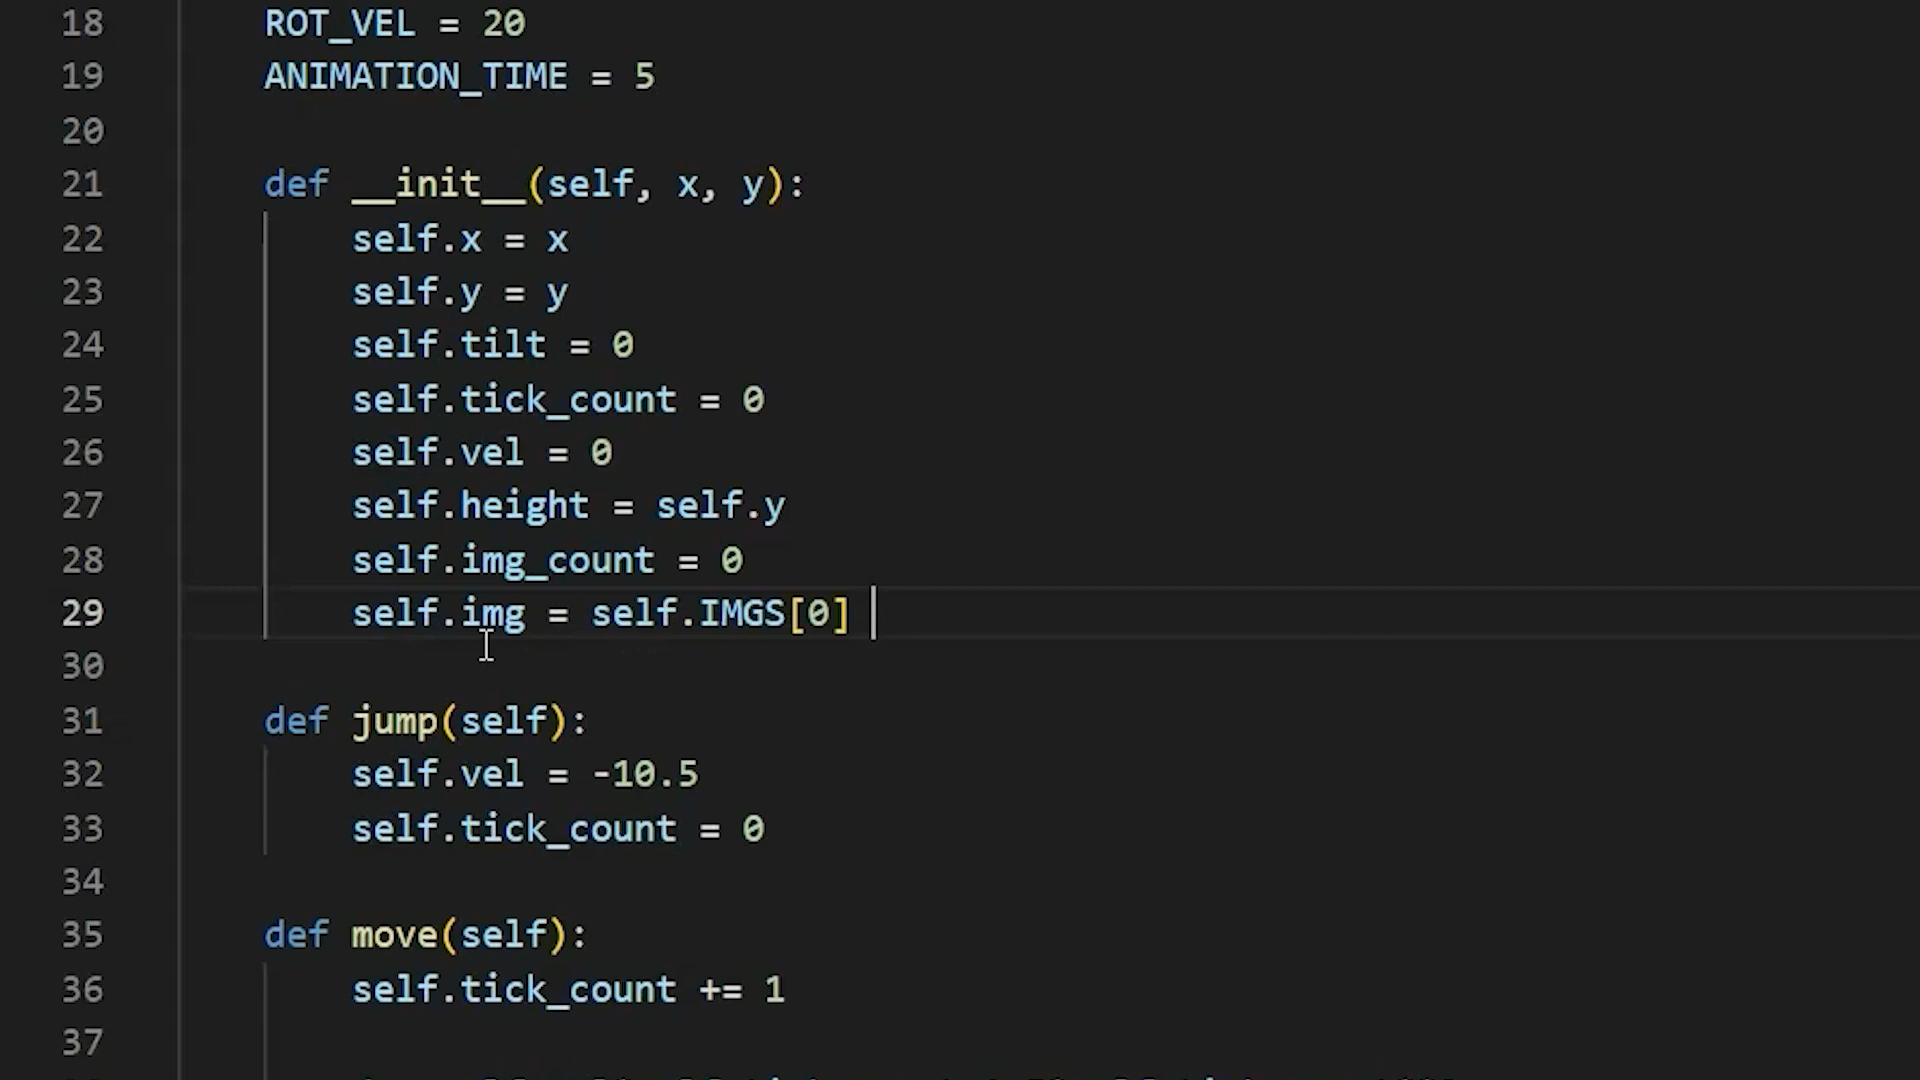 18 ROT_VEL = 20
19 ANIMATION_TIME = 5
20
21 def __init__(self, x, y):
22 self.x = x
23 self.y = y
24 self.tilt = 0
25 self.tick_count = 0
26 self.vel = 0
27 self.height = self.y
28 self.img_count = 0
29 self.img = self.IMGS[0]
30
31 def jump(self):
32 self.vel = -10.5
33 self.tick_count = 0
34
35 def move(self):
36 self.tick_count += 1
37